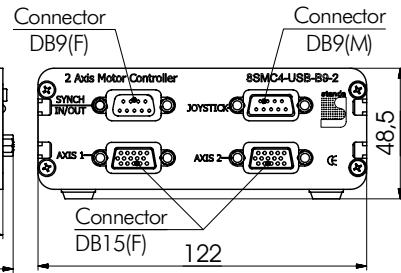 Connector
DB9(F)
Connector
DB9(M)
2 Axis Motor Controller
8SMC4-USB-B9-2
SYNCH
IN/OUT
JOYSTICK
standa
AXIS 1
AXIS 2
CE
48,5
Connector
DB15(F)
122